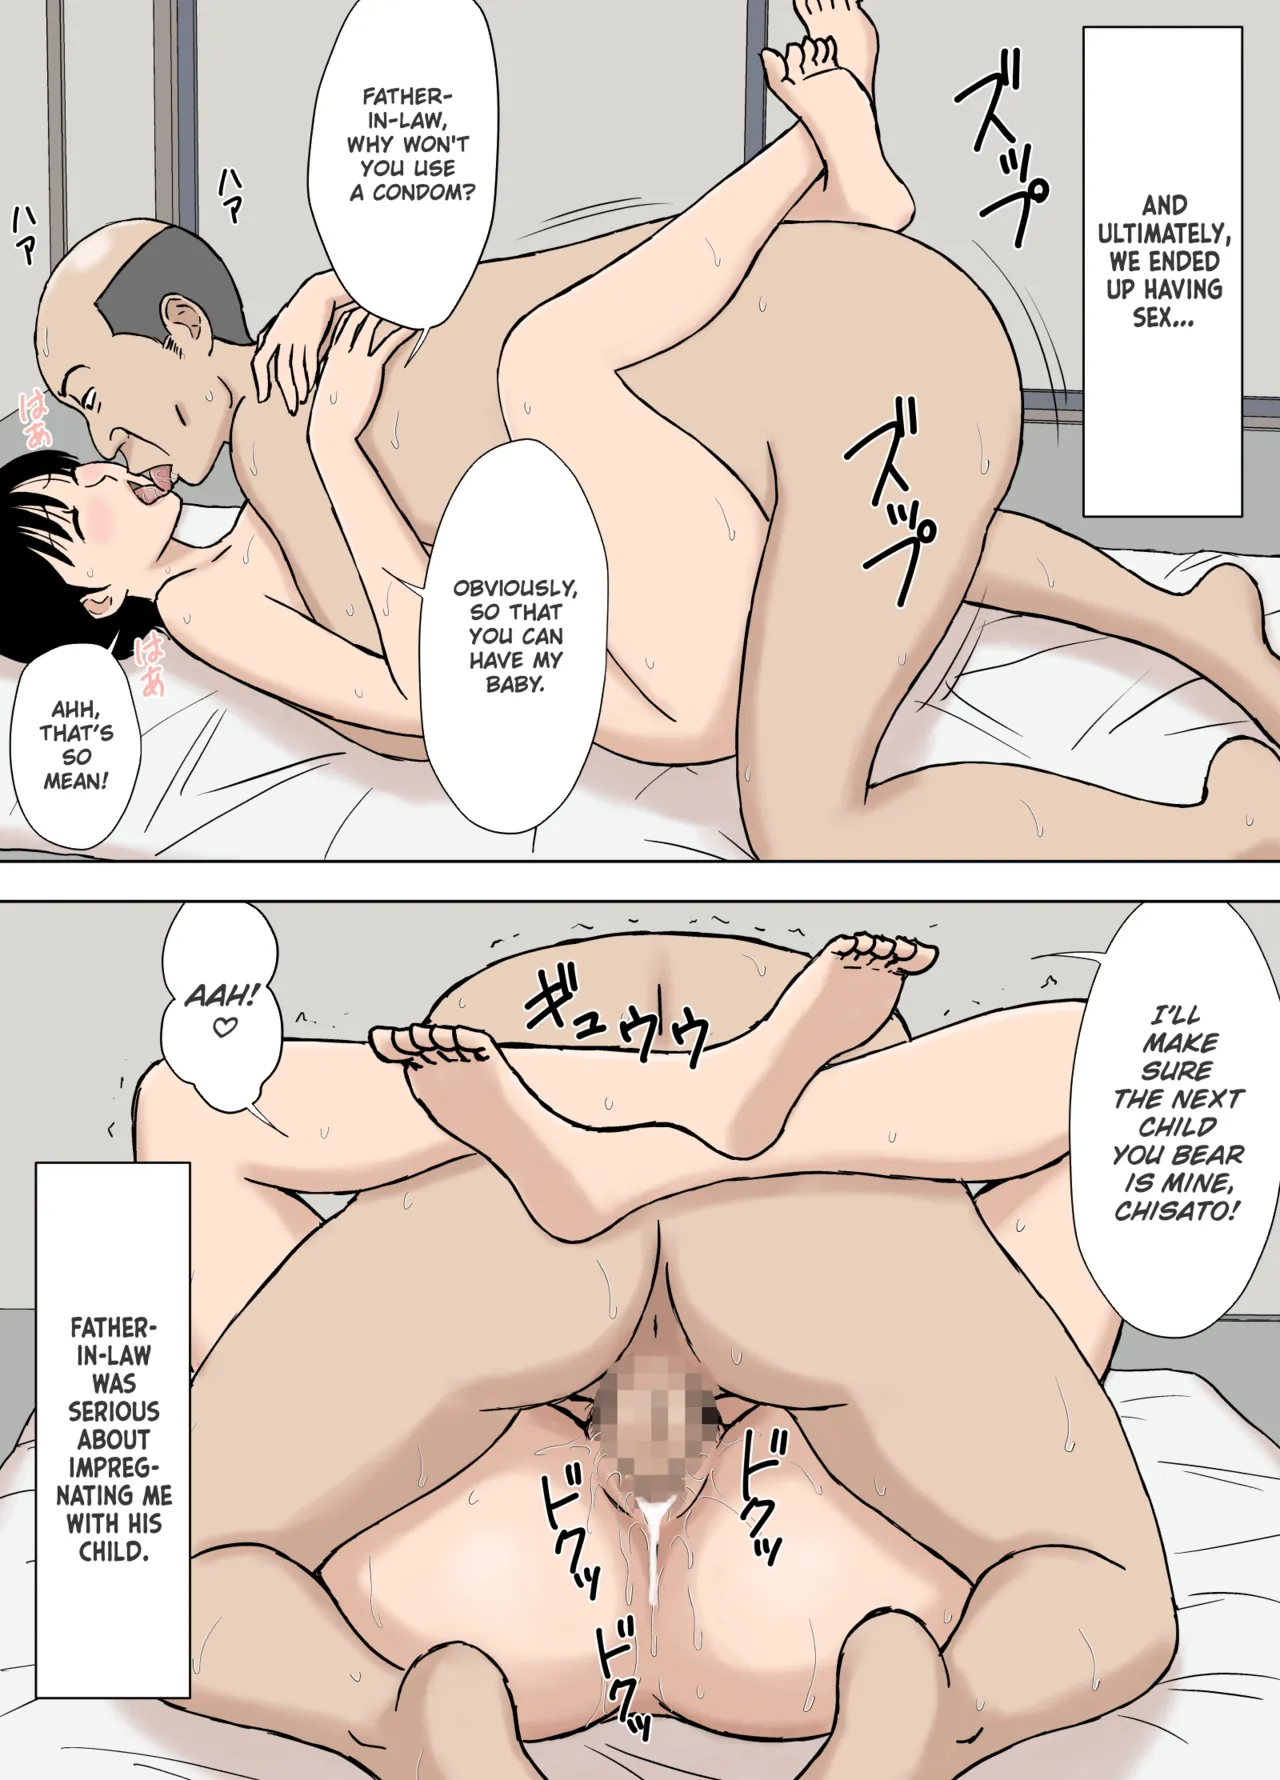 AND
ULTIMATELY,
WE ENDED
UP HAVING
SEX...
ズップ
FATHER-
IN-LAW,
WHY WON'T
YOU USE
A CONDOM?
ハァ
ハァ
ズップ
OBVIOUSLY,
SO THAT
YOU CAN
HAVE MY
BABY.
はぁ
はぁ
AHH,
THAT'S
SO
MEAN!
I'LL
MAKE
SURE
THE NEXT
CHILD
YOU BEAR
IS MINE,
CHISATO!
ギュウウ
AAH!
♡
FATHER-
IN-LAW
WAS
SERIOUS
ABOUT
IMPREG-
NATING ME
WITH HIS
CHILD.
ドクッ
ドクッ
ドクッ